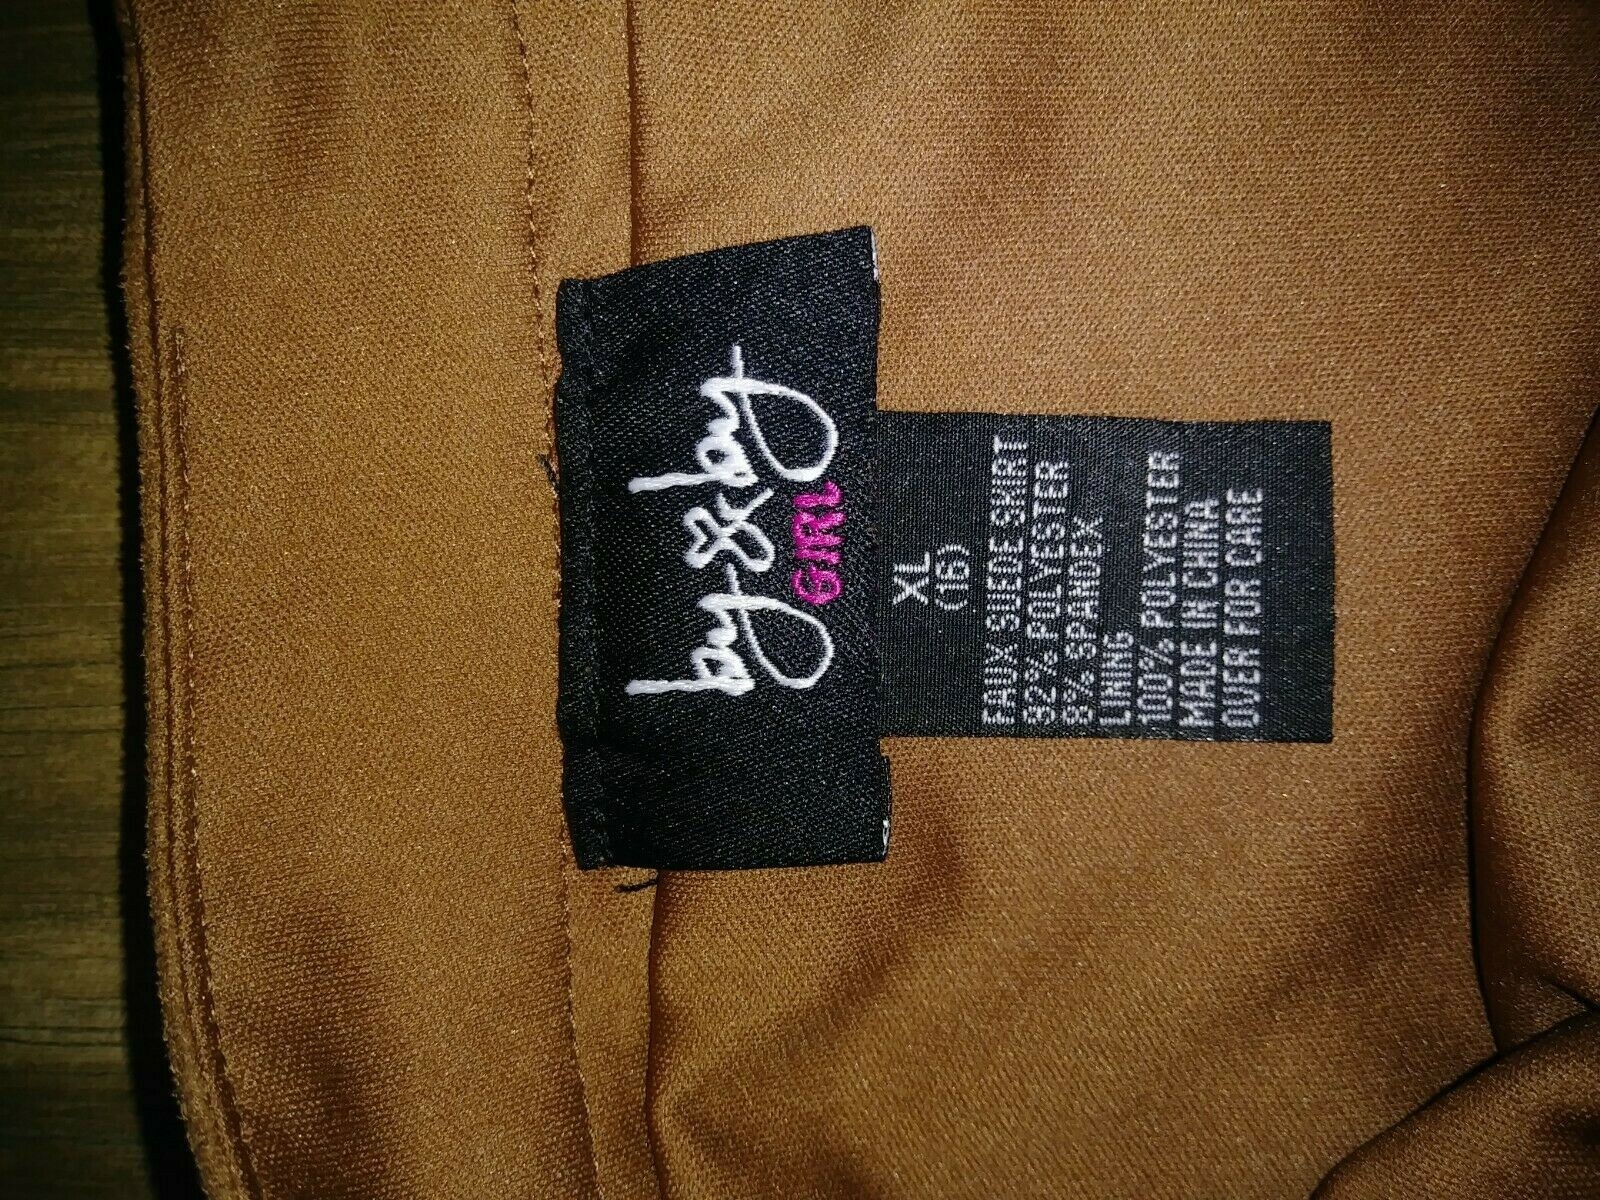 by & by
GIRL
XL
(16)
FAUX SUEDE SKIRT
92% POLYESTER
8% SPANDEX
LINING
100% POLYESTER
MADE IN CHINA
OVER FOR CARE